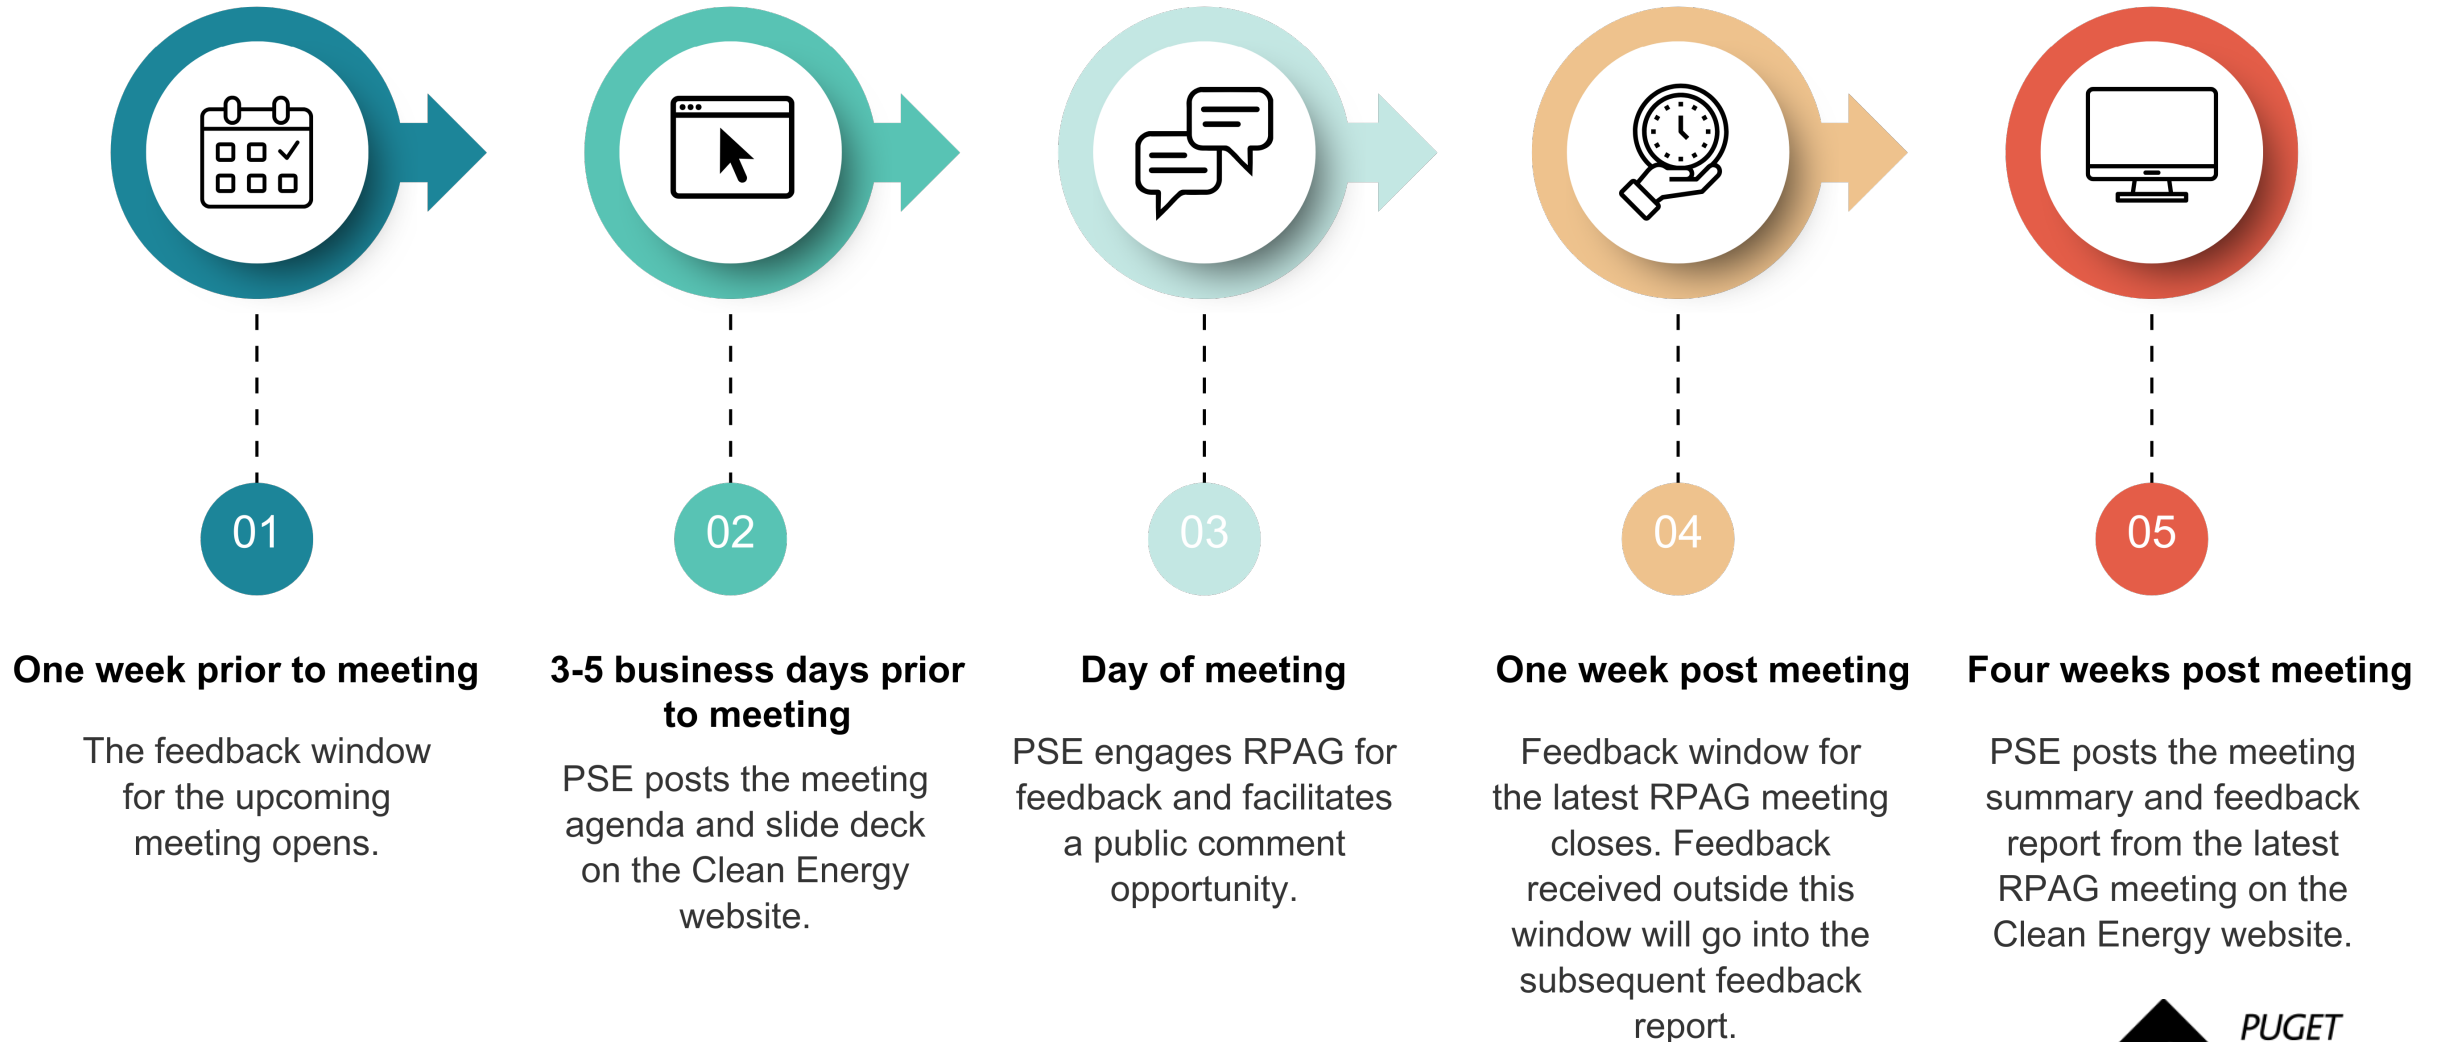 01
One week prior to meeting
The feedback window
for the upcoming
meeting opens.
02
3-5 business days prior
to meeting
PSE posts the meeting
agenda and slide deck
on the Clean Energy
website.
03
Day of meeting
PSE engages RPAG for
feedback and facilitates
a public comment
opportunity.
04
One week post meeting
Feedback window for
the latest RPAG meeting
closes. Feedback
received outside this
window will go into the
subsequent feedback
report.
05
Four weeks post meeting
PSE posts the meeting
summary and feedback
report from the latest
RPAG meeting on the
Clean Energy website.
PUGET